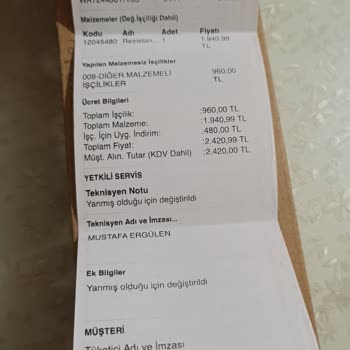 Malzemeler (Değ.İşçiliği Dahil)
Kodu Adı Adet Fiyatı
12045480 Rezistan... 1 1.940,99
TL
Yapılan Malzemesiz İşçilikler
009-DİĞER MALZEMELİ 960,00
İŞÇİLİKLER TL
Ücret Bilgileri
Toplam İşçilik :960,00 TL
Toplam Malzeme: :1.940,99 TL
İşç. İçin Uyg. İndirim: :480,00 TL
Toplam Fiyat: :2.420,99 TL
Müşt. Alın. Tutar (KDV Dahil) :2.420,00 TL
YETKİLİ SERVİS
Teknisyen Notu
Yanmış olduğu için değiştirildi
Teknisyen Adı ve İmzası...
MUSTAFA ERGÜLEN
Ek Bilgiler
Yanmış olduğu için değiştirildi
MÜŞTERİ
Tüketici Adı ve İmzası